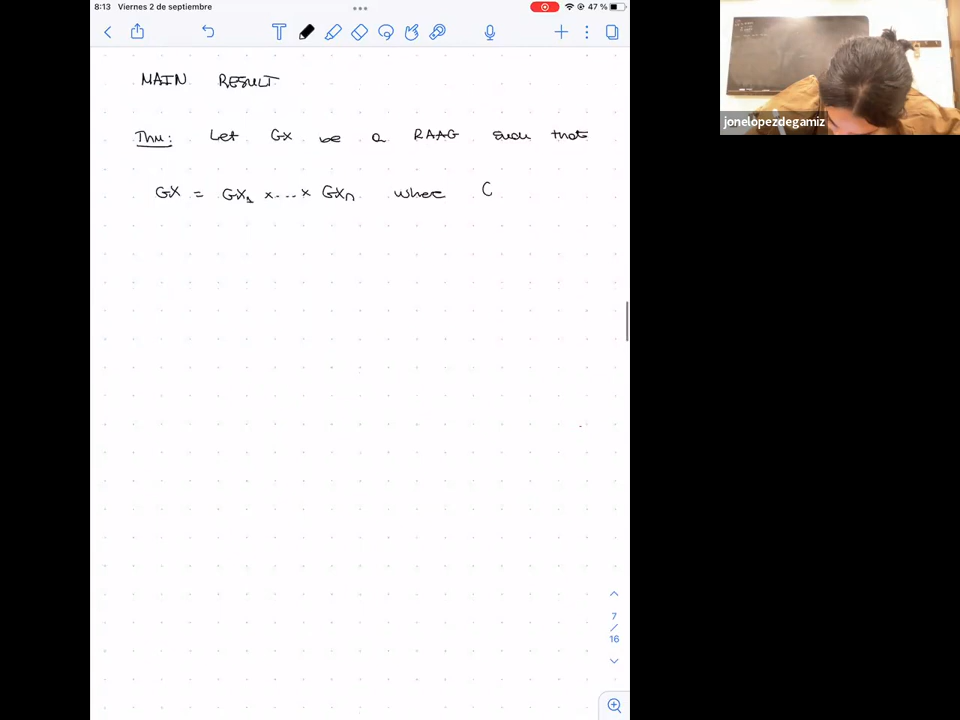 8:13 Viernes 2 de septiembre
47 %
T
MAIN RESULT
Thm: Let GX be a RAAG such that
GX = GX₁ ×...× GXₙ where C
7
/
16
jonelopezdegamiz